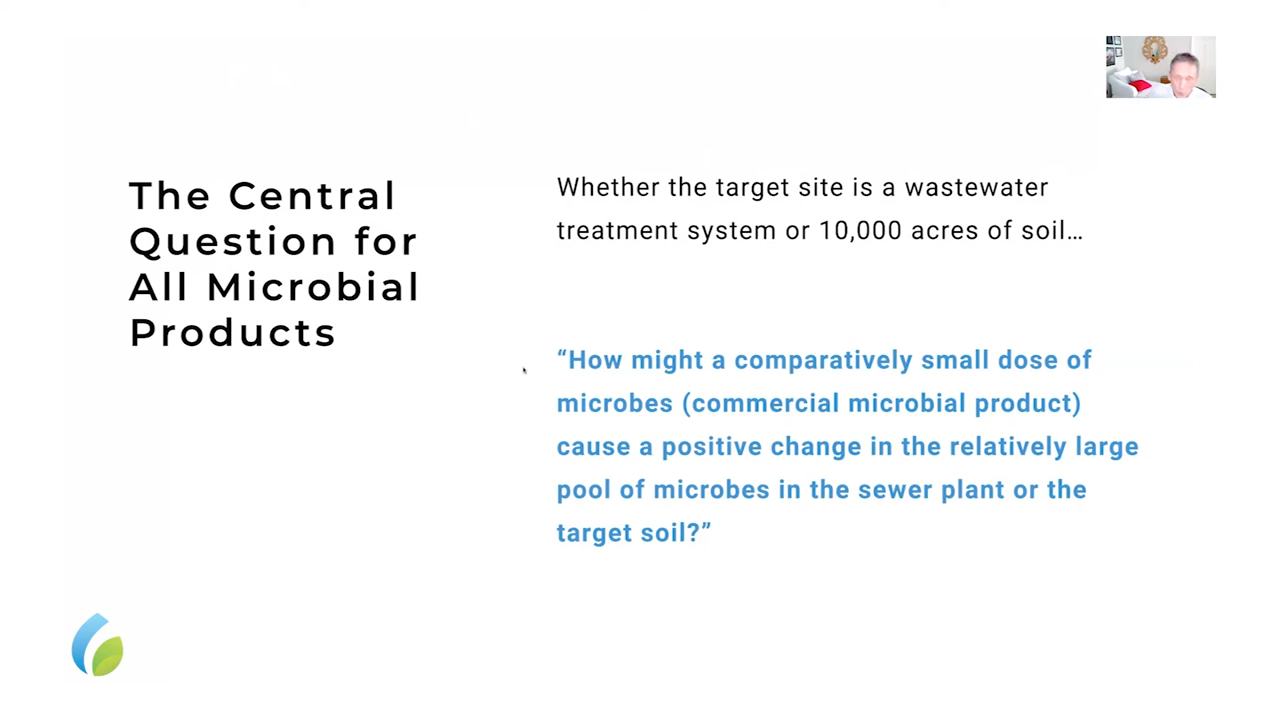 The Central
Question for
All Microbial
Products
Whether the target site is a wastewater
treatment system or 10,000 acres of soil…
“How might a comparatively small dose of
microbes (commercial microbial product)
cause a positive change in the relatively large
pool of microbes in the sewer plant or the
target soil?”